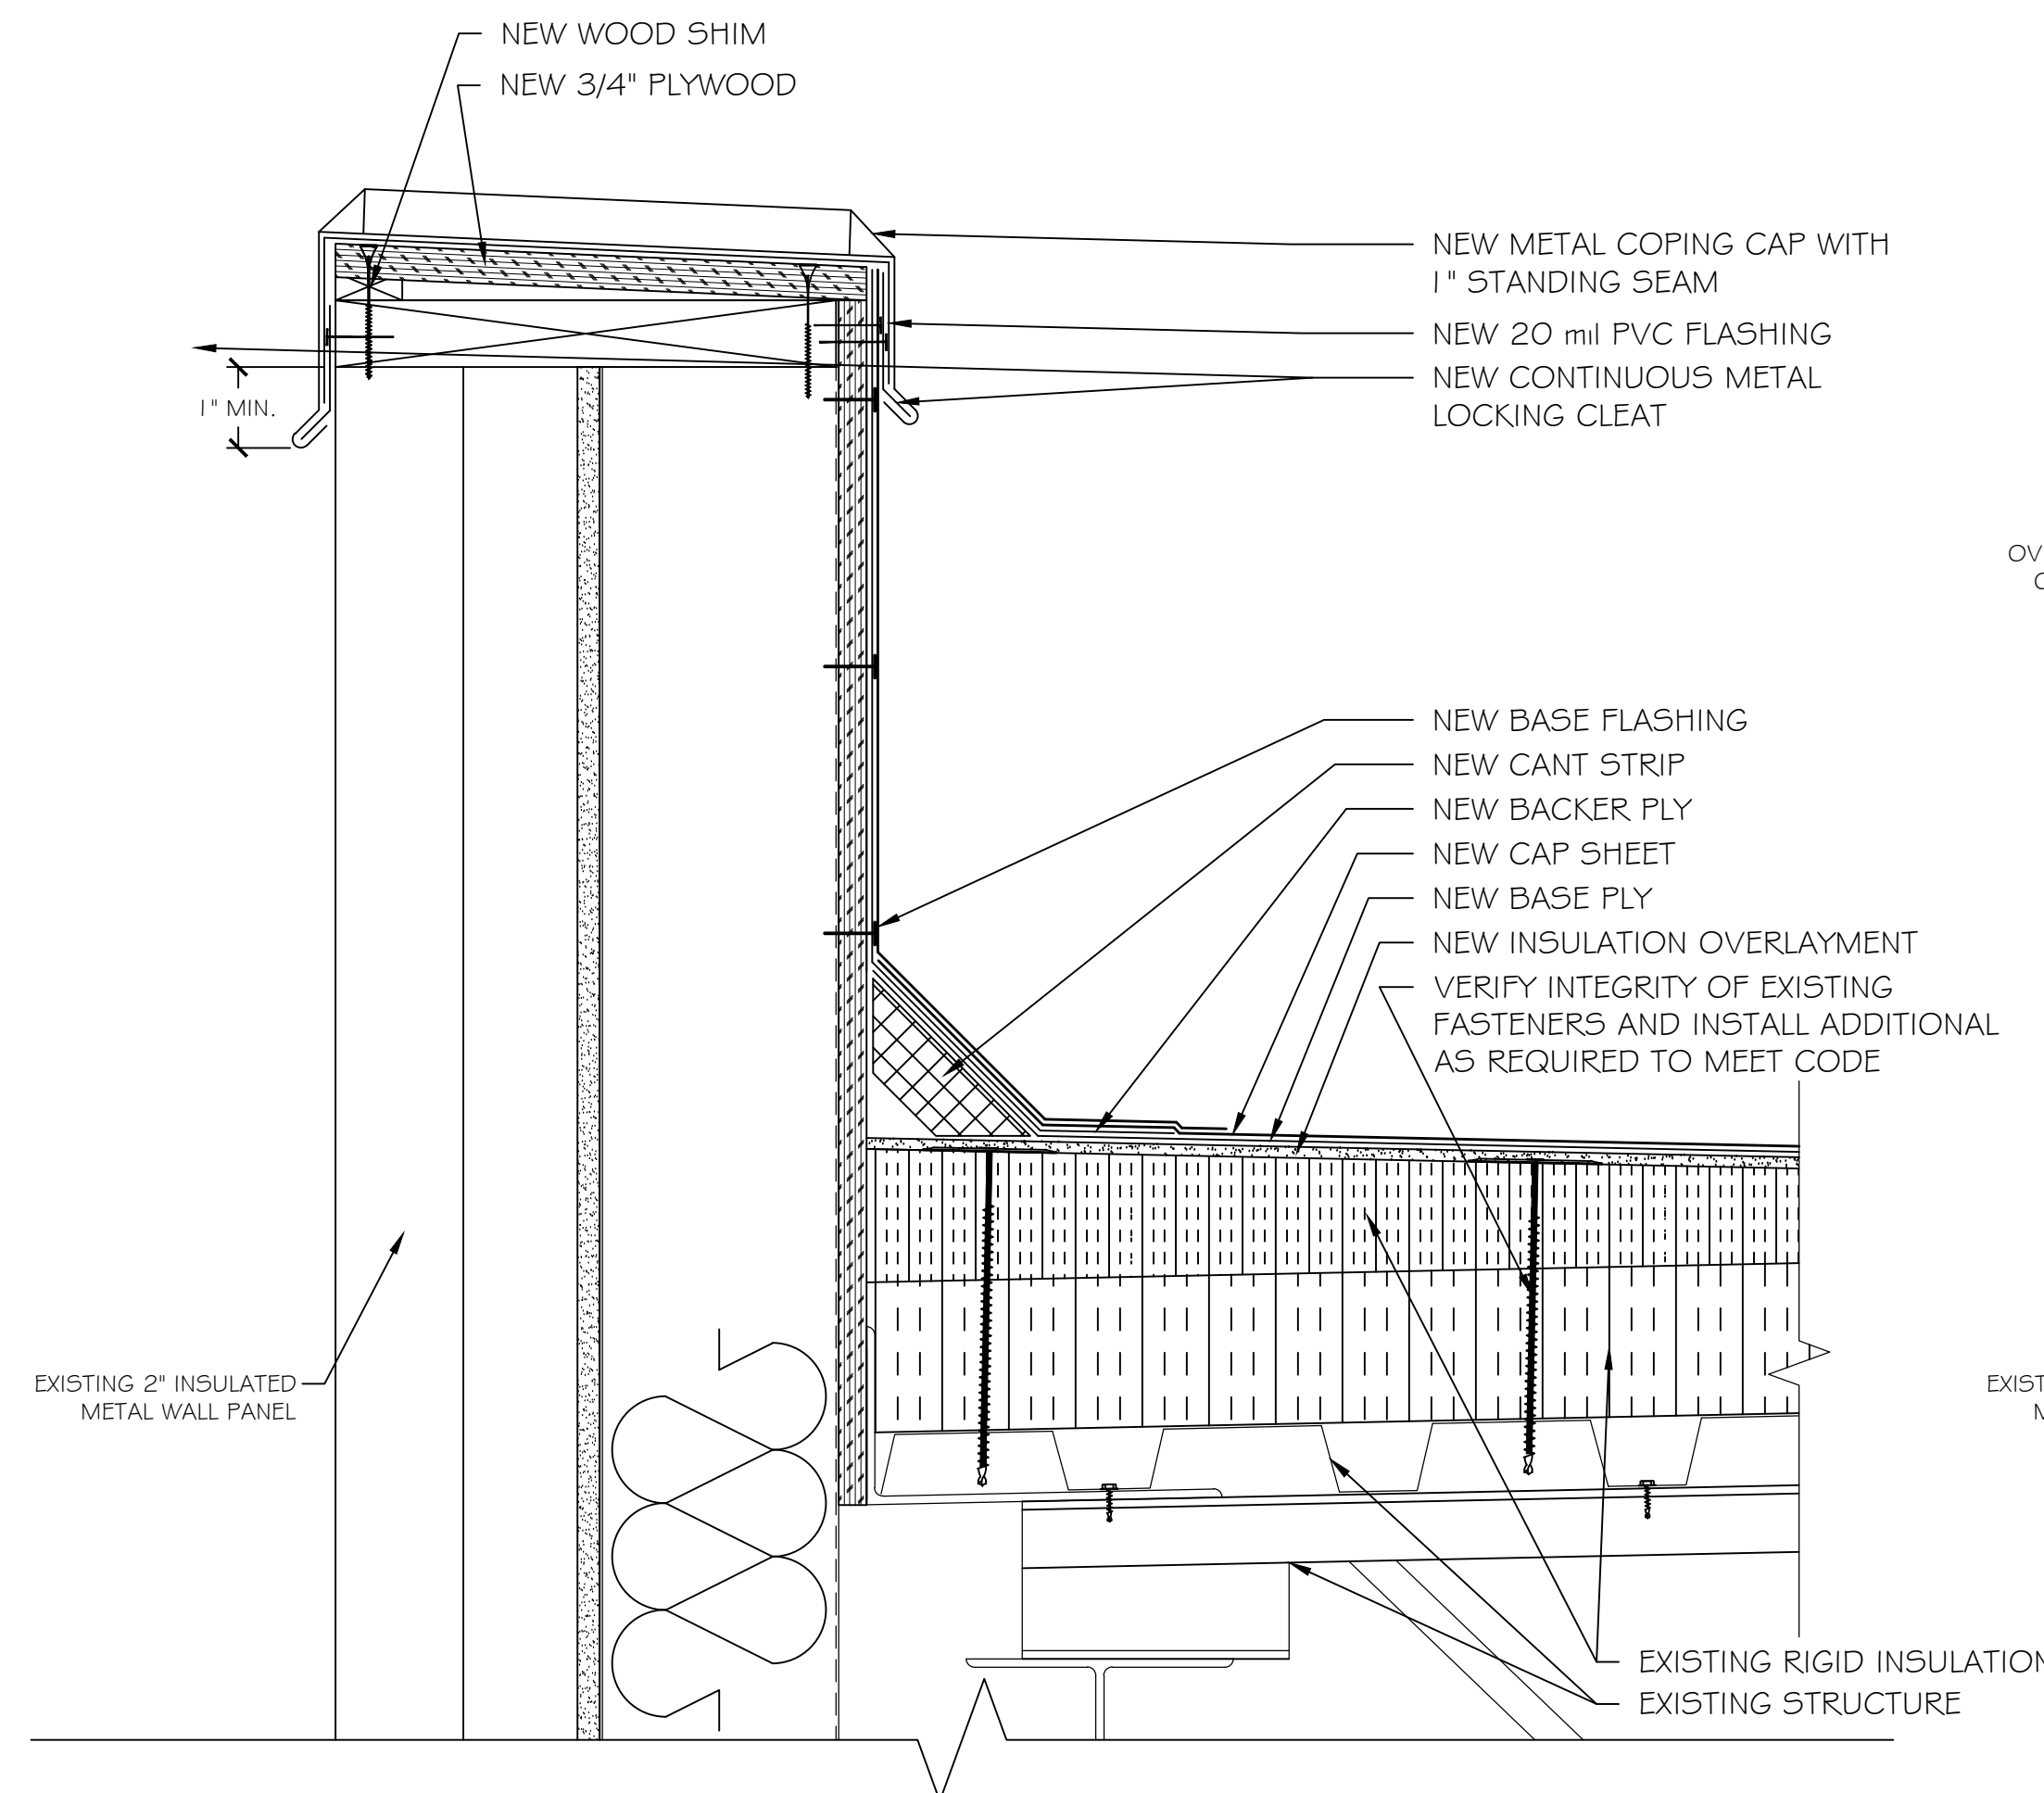 NEW WOOD SHIM
NEW 3/4" PLYWOOD
NEW METAL COPING CAP WITH
1" STANDING SEAM
NEW 20 mil PVC FLASHING
NEW CONTINUOUS METAL
LOCKING CLEAT
1" MIN.
NEW BASE FLASHING
NEW CANT STRIP
NEW BACKER PLY
NEW CAP SHEET
NEW BASE PLY
NEW INSULATION OVERLAYMENT
VERIFY INTEGRITY OF EXISTING
FASTENERS AND INSTALL ADDITIONAL
AS REQUIRED TO MEET CODE
EXISTING 2" INSULATED
METAL WALL PANEL
EXISTING RIGID INSULATION
EXISTING STRUCTURE